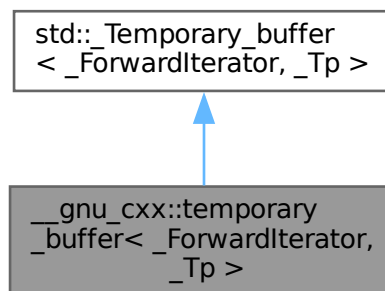 std::_Temporary_buffer
< _ForwardIterator, _Tp >
__gnu_cxx::temporary
_buffer< _ForwardIterator,
_Tp >